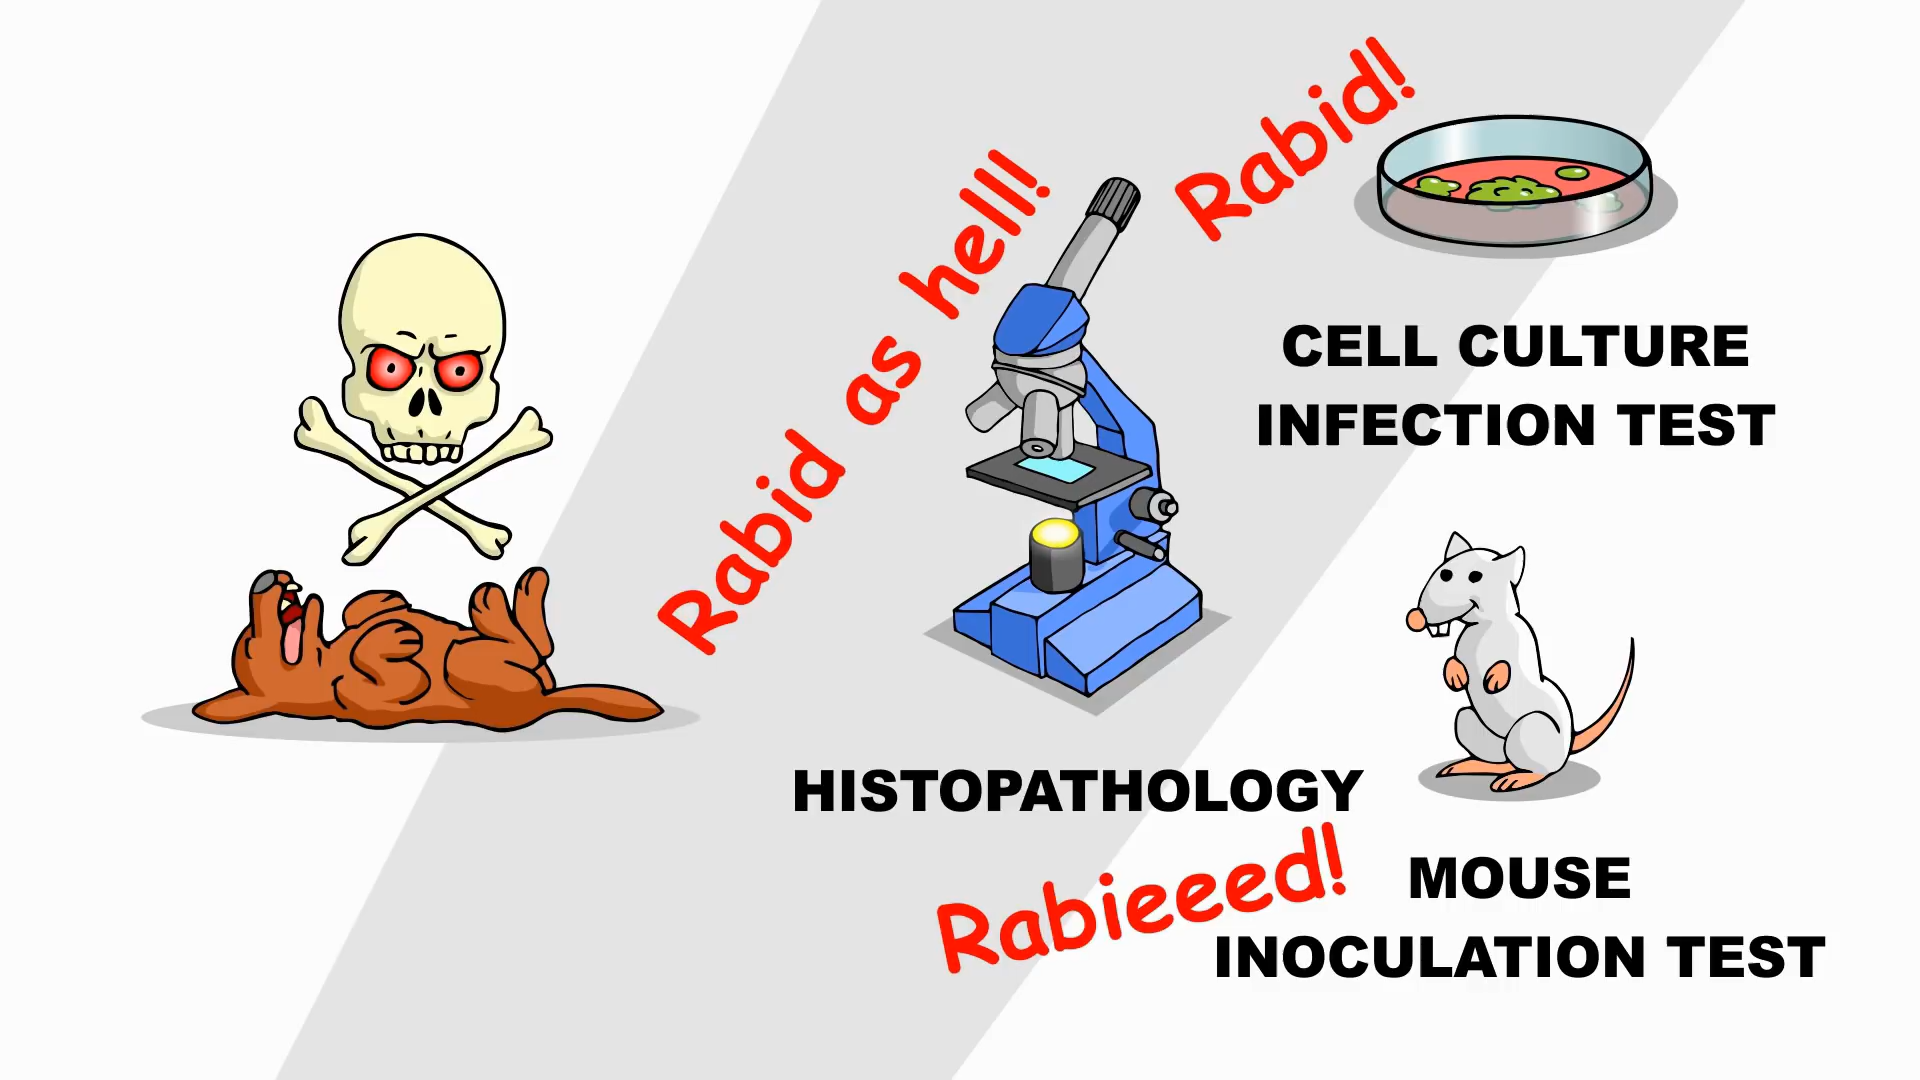 Rabid!
CELL CULTURE
INFECTION TEST
Rabid as hell!
HISTOPATHOLOGY
Rabieeed!
MOUSE
INOCULATION TEST